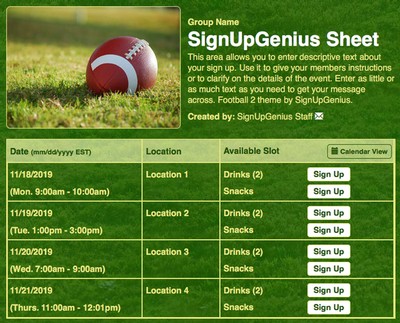 Group Name
SignUpGenius Sheet
This area allows you to enter descriptive text about
your sign up. Use it to give your members instructions
or to clarify on the details of the event. Enter as little or
as much text as you need to get your message
across. Football 2 theme by SignUpGenius.
Created by: SignUpGenius Staff
Date (mm/dd/yyyy EST) Location Available Slot Calendar View
11/18/2019 Location 1 Drinks (2) Sign Up
(Mon. 9:00am - 10:00am) Snacks Sign Up
11/19/2019 Location 2 Drinks (2) Sign Up
(Tue. 1:00pm - 3:00pm) Snacks Sign Up
11/20/2019 Location 3 Drinks (2) Sign Up
(Wed. 7:00am - 9:00am) Snacks Sign Up
11/21/2019 Location 4 Drinks (2) Sign Up
(Thurs. 11:00am - 12:01pm) Snacks Sign Up